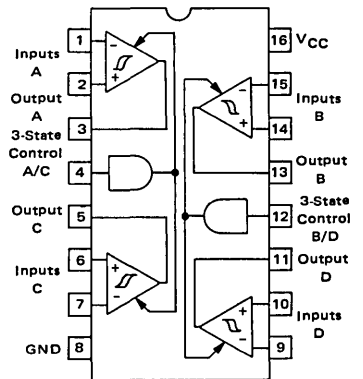 1
Inputs
A
2
Output
A
3
3-State
Control
A/C
4
Output
C
5
6
Inputs
C
7
GND 8
16 VCC
15
Inputs
B
14
Output
13 B
3-State
12 Control
B/D
11 Output
D
10
Inputs
D
9
− + + − − + + −